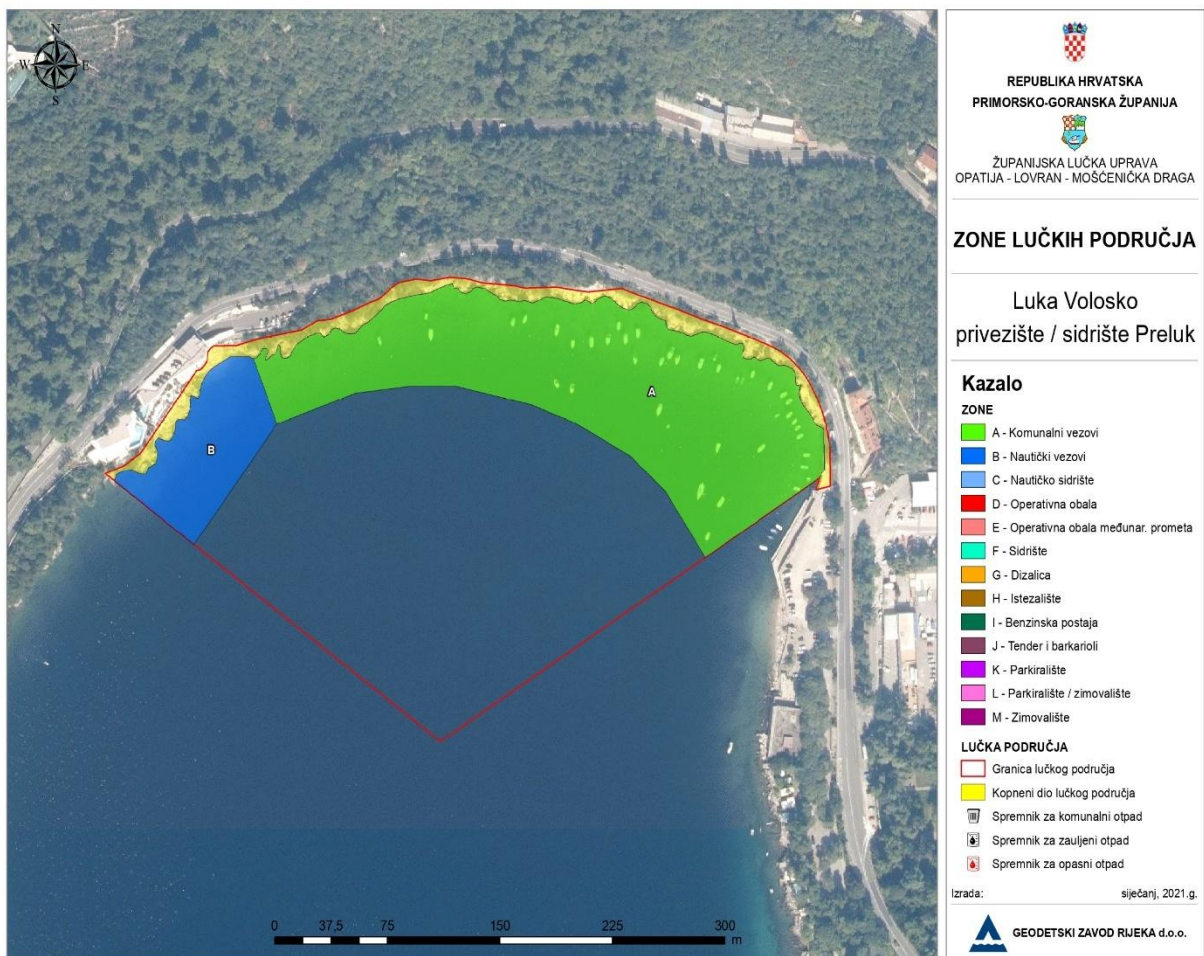 N
W E
S
A
B
0 37,5 75 150 225 300
m
REPUBLIKA HRVATSKA
PRIMORSKO-GORANSKA ŽUPANIJA
ŽUPANIJSKA LUČKA UPRAVA
OPATIJA - LOVRAN - MOŠĆENIČKA DRAGA
ZONE LUČKIH PODRUČJA
Luka Volosko
privezište / sidrište Preluk
Kazalo
ZONE
A - Komunalni vezovi
B - Nautički vezovi
C - Nautičko sidrište
D - Operativna obala
E - Operativna obala međunar. prometa
F - Sidrište
G - Dizalica
H - Istezalište
I - Benzinska postaja
J - Tender i barkarioli
K - Parkiralište
L - Parkiralište / zimovalište
M - Zimovalište
LUČKA PODRUČJA
Granica lučkog područja
Kopneni dio lučkog područja
Spremnik za komunalni otpad
Spremnik za zauljeni otpad
Spremnik za opasni otpad
Izrada: siječanj, 2021.g.
GEODETSKI ZAVOD RIJEKA d.o.o.